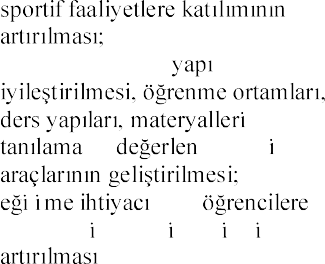 sportif faaliyetlere katılımının
artırılması;
yapı
iyileştirilmesi, öğrenme ortamları,
ders yapıları, materyalleri
tanılama değerlen i
araçlarının geliştirilmesi;
eği i me ihtiyacı öğrencilere
i i i i
artırılması